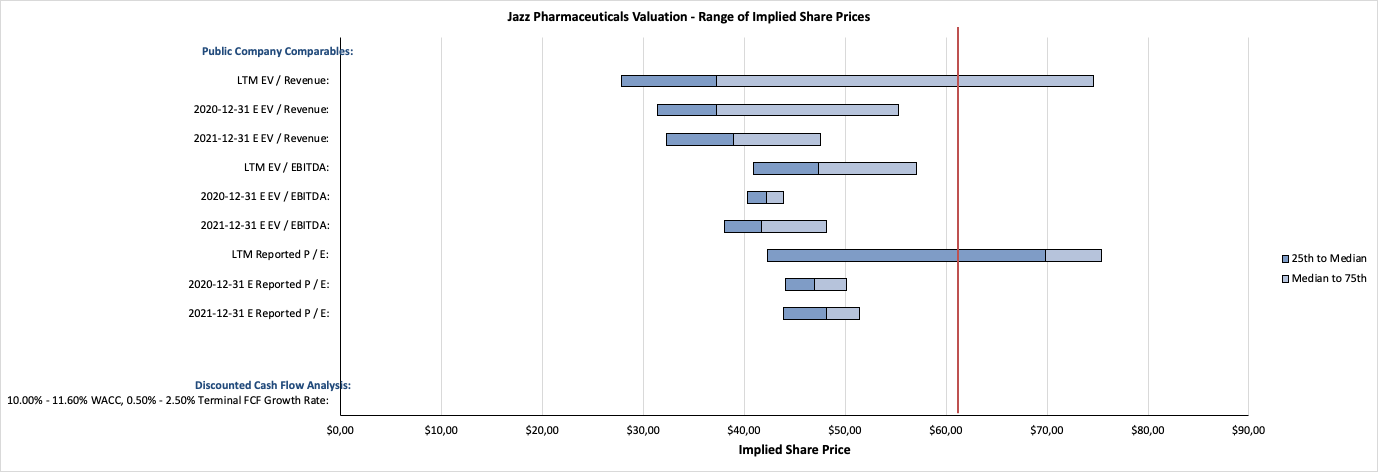 Jazz Pharmaceuticals Valuation - Range of Implied Share Prices
Public Company Comparables:
LTM EV / Revenue:
2020-12-31 E EV / Revenue:
2021-12-31 E EV / Revenue:
LTM EV / EBITDA:
2020-12-31 E EV / EBITDA:
2021-12-31 E EV / EBITDA:
LTM Reported P / E:
2020-12-31 E Reported P / E:
2021-12-31 E Reported P / E:
25th to Median
Median to 75th
Discounted Cash Flow Analysis:
10.00% - 11.60% WACC, 0.50% - 2.50% Terminal FCF Growth Rate:
$0,00 $10,00 $20,00 $30,00 $40,00 $50,00 $60,00 $70,00 $80,00 $90,00
Implied Share Price